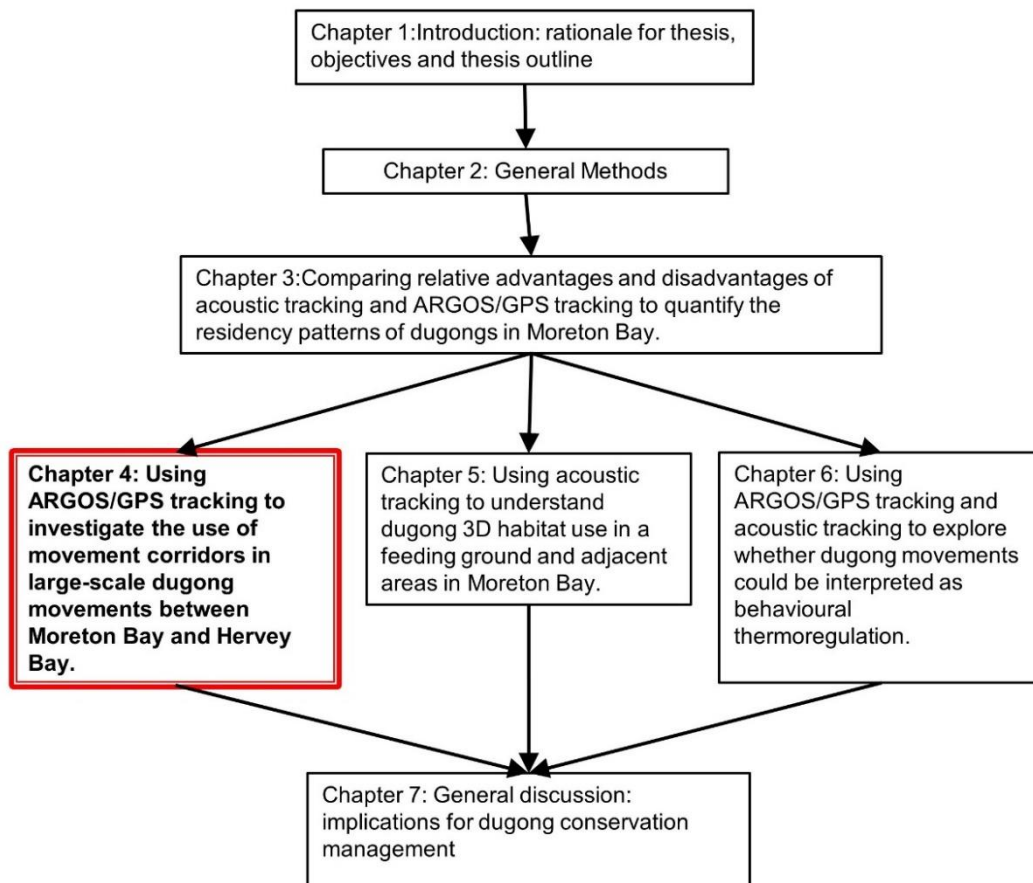 Chapter 1:Introduction: rationale for thesis,
objectives and thesis outline
Chapter 2: General Methods
Chapter 3:Comparing relative advantages and disadvantages of
acoustic tracking and ARGOS/GPS tracking to quantify the
residency patterns of dugongs in Moreton Bay.
Chapter 4: Using
ARGOS/GPS tracking to
investigate the use of
movement corridors in
large-scale dugong
movements between
Moreton Bay and Hervey
Bay.
Chapter 5: Using acoustic
tracking to understand
dugong 3D habitat use in a
feeding ground and adjacent
areas in Moreton Bay.
Chapter 6: Using
ARGOS/GPS tracking and
acoustic tracking to explore
whether dugong movements
could be interpreted as
behavioural
thermoregulation.
Chapter 7: General discussion:
implications for dugong conservation
management